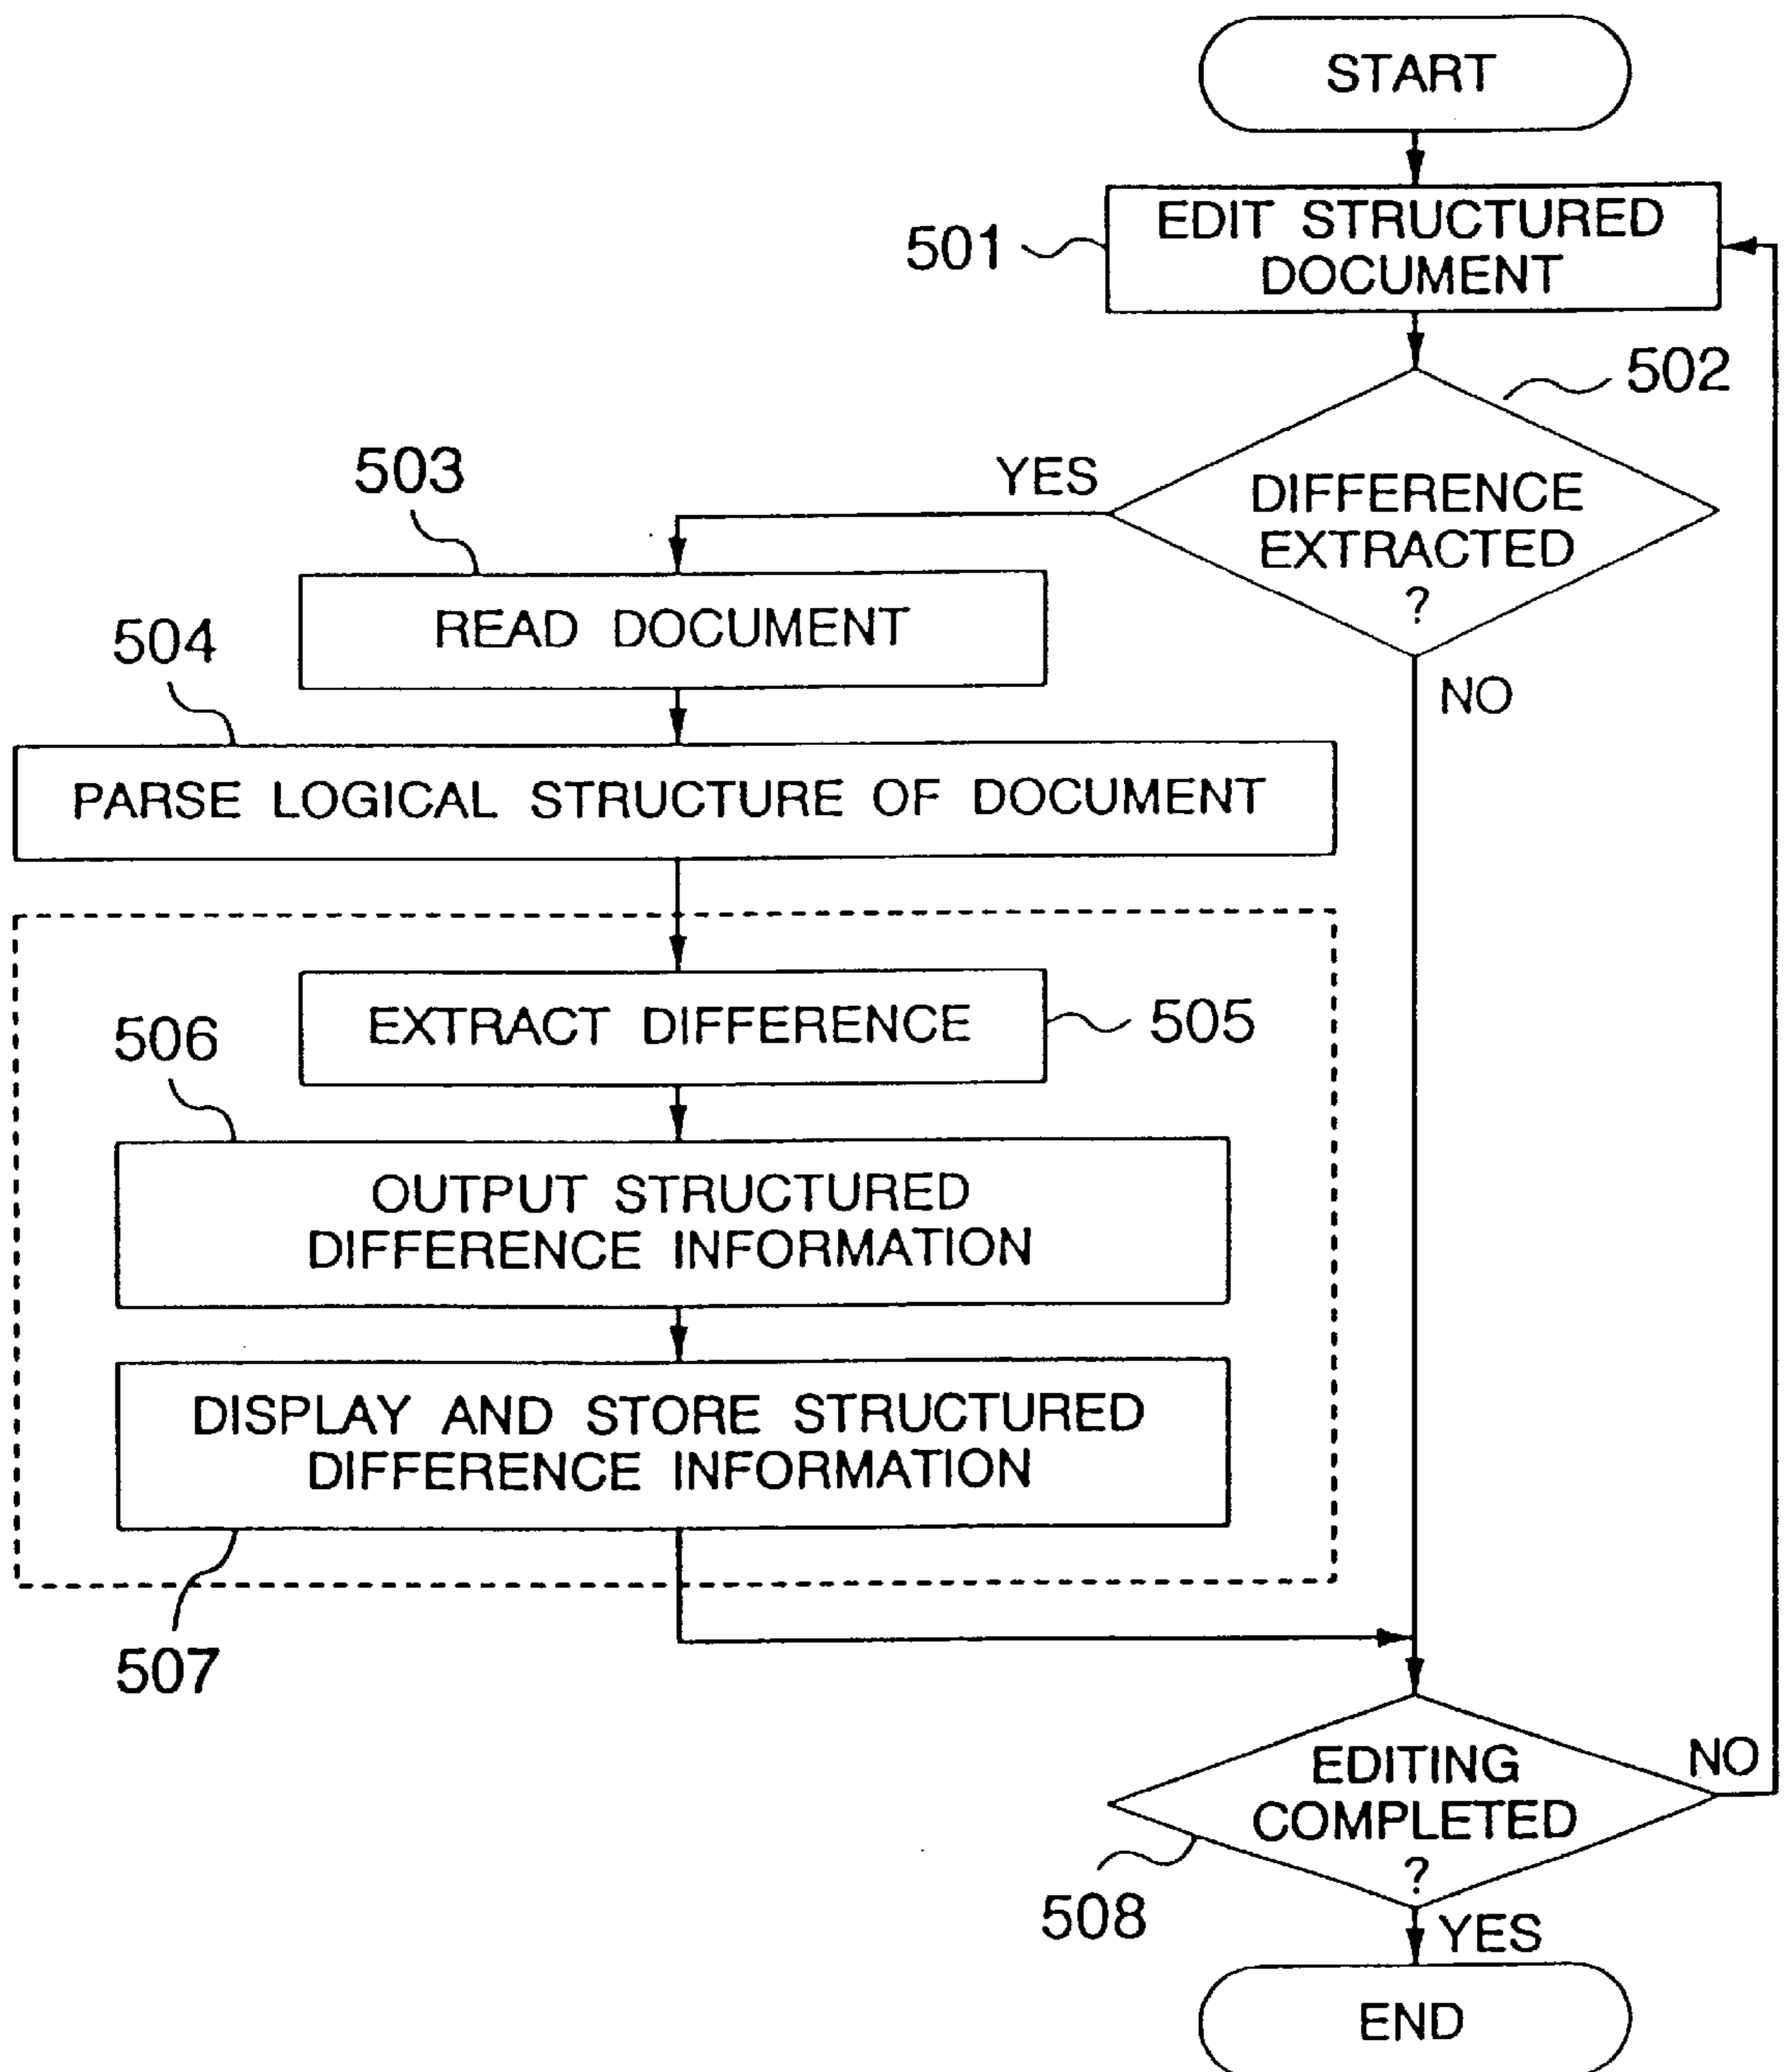 START
501
EDIT STRUCTURED
DOCUMENT
502
DIFFERENCE
EXTRACTED
?
YES
NO
503
READ DOCUMENT
504
PARSE LOGICAL STRUCTURE OF DOCUMENT
EXTRACT DIFFERENCE
505
506
OUTPUT STRUCTURED
DIFFERENCE INFORMATION
DISPLAY AND STORE STRUCTURED
DIFFERENCE INFORMATION
507
EDITING
COMPLETED
?
NO
508
YES
END